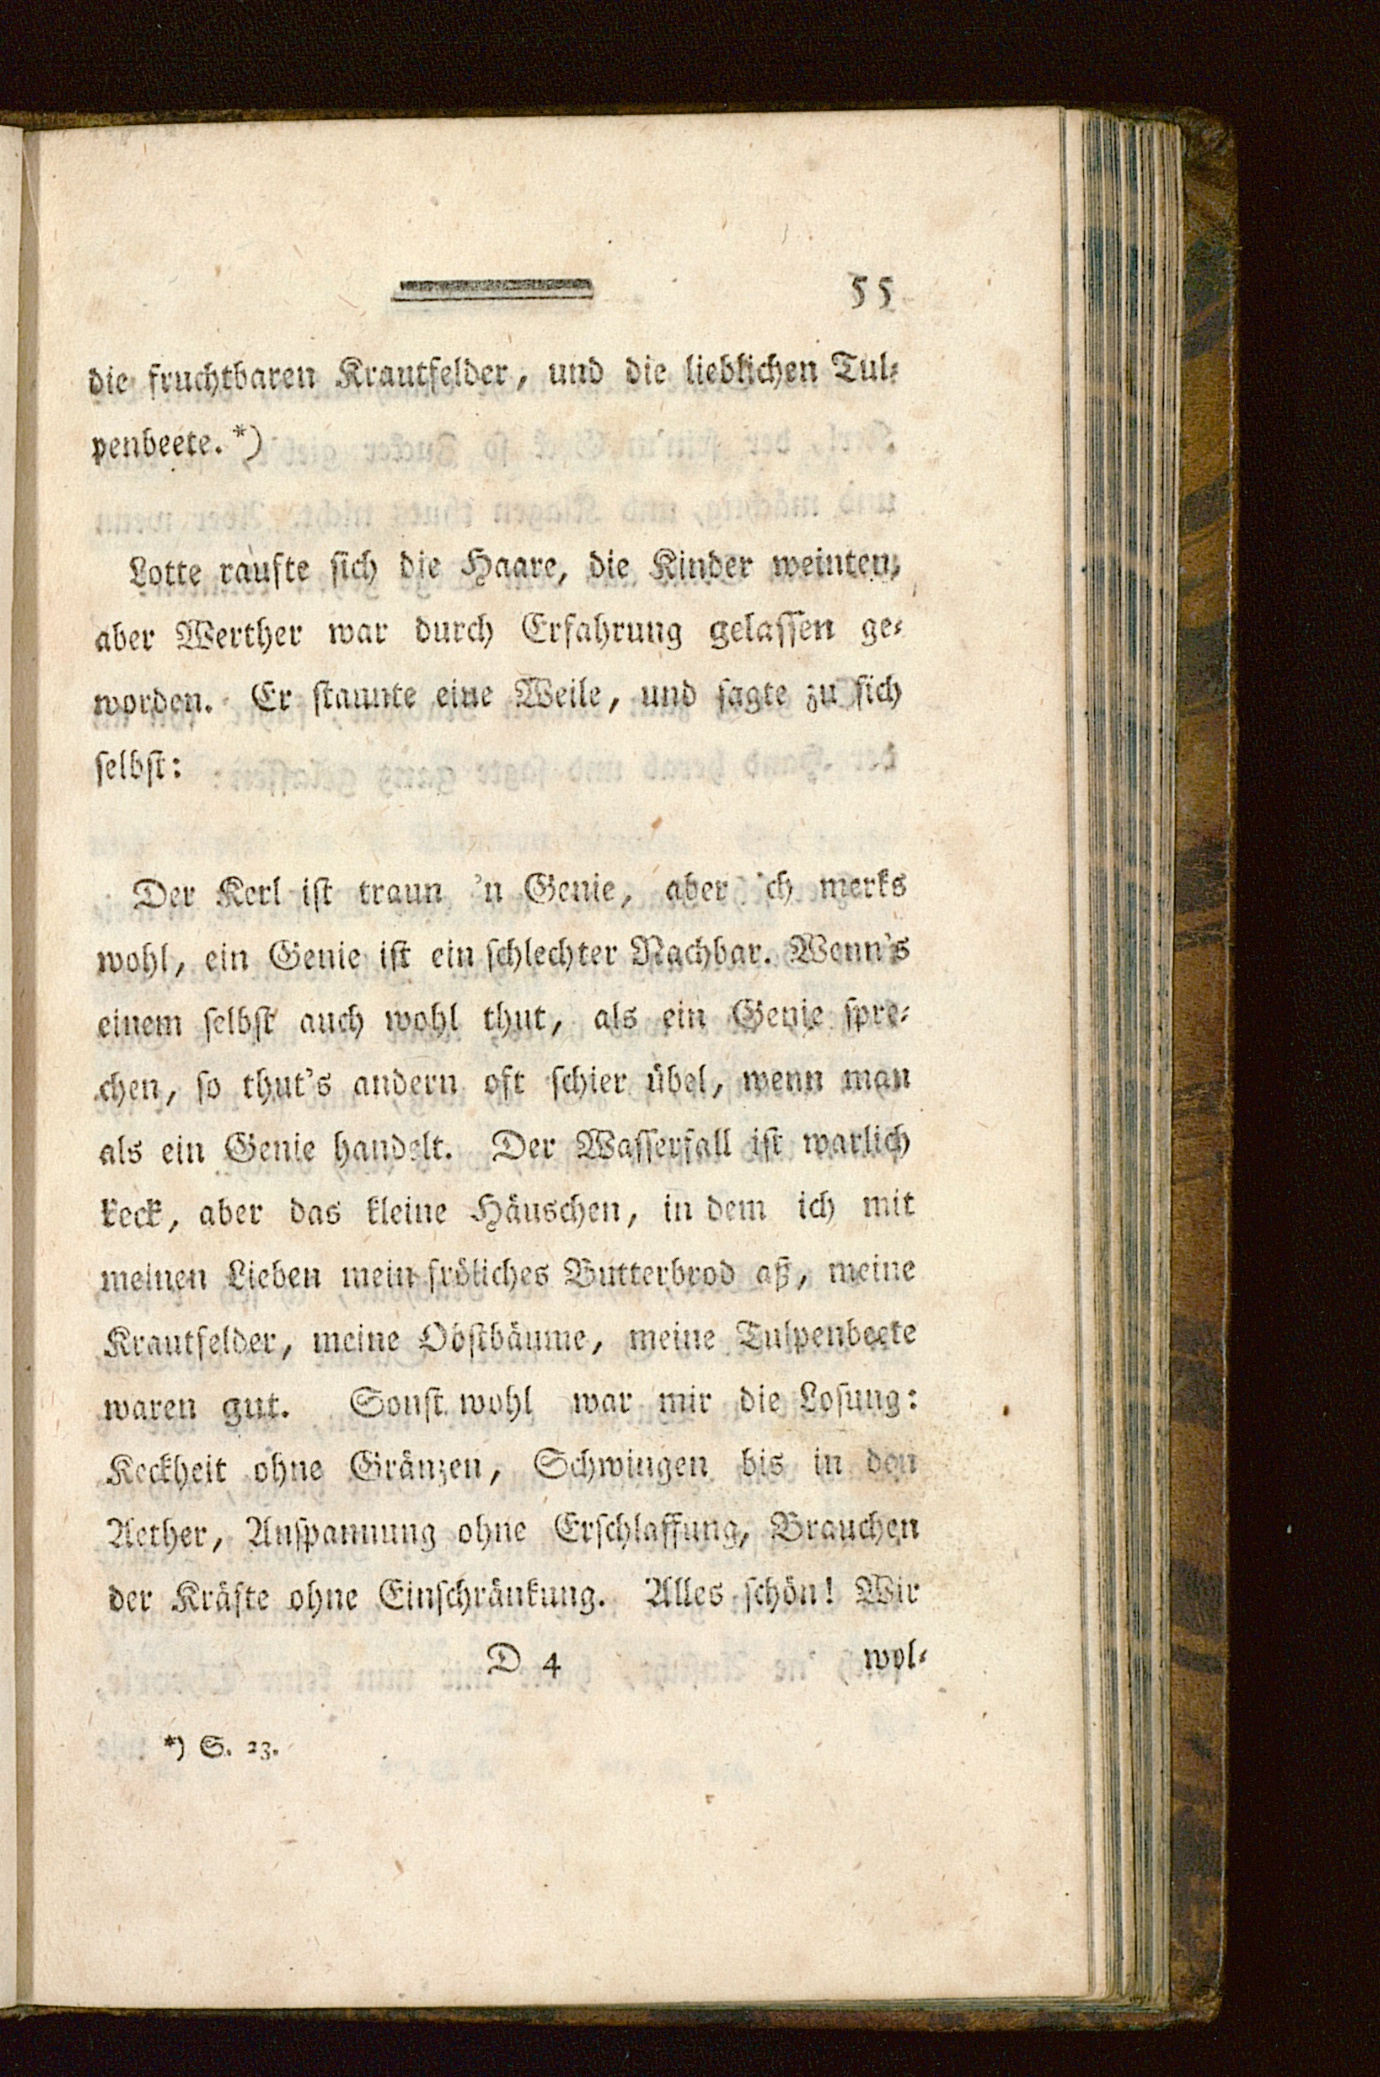 55
die fruchtbaren Krautfelder, und die lieblichen Tul-
penbeete.*)
Lotte raufte sich die Haare, die Kinder weinten,
aber Werther war durch Erfahrung gelassen ge-
worden. Er staunte eine Weile, und sagte zu sich
selbst:
Der Kerl ist traun 'n Genie, aber 'ch merks
wohl, ein Genie ist ein schlechter Nachbar. Wenn's
einem selbst auch wohl thut, als ein Genie spre-
chen, so thut's andern oft schier übel, wenn man
als ein Genie handelt. Der Wasserfall ist warlich
keck, aber das kleine Häuschen, in dem ich mit
meinen Lieben mein fröliches Butterbrod aß, meine
Krautfelder, meine Obstbäume, meine Tulpenbeete
waren gut. Sonst wohl war mir die Losung:
Keckheit ohne Gränzen, Schwingen bis in den
Aether, Anspannung ohne Erschlaffung, Brauchen
der Kräfte ohne Einschränkung. Alles schön! Wir
D 4 wol-
*) S. 23.